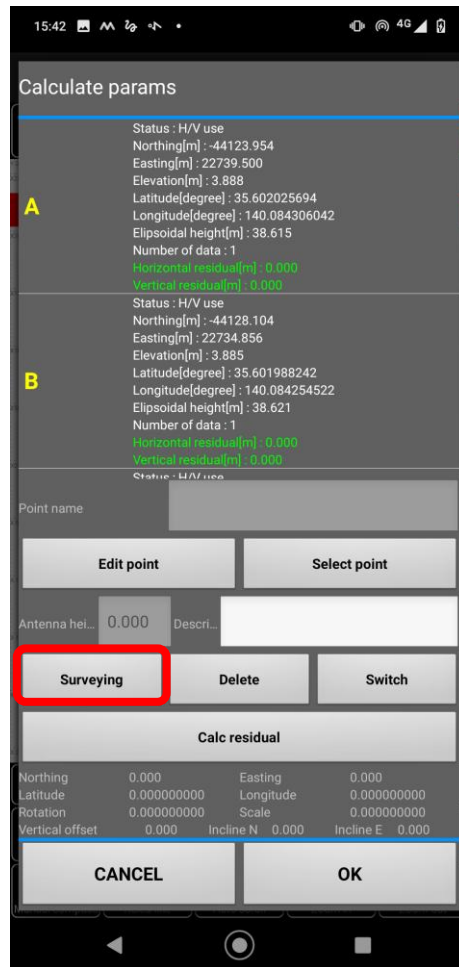 15:42
4G
Calculate params
A
Status : H/V use
Northing[m] : -44123.954
Easting[m] : 22739.500
Elevation[m] : 3.888
Latitude[degree] : 35.602025694
Longitude[degree] : 140.084306042
Elipsoidal height[m] : 38.615
Number of data : 1
Horizontal residual[m] : 0.000
Vertical residual[m] : 0.000
B
Status : H/V use
Northing[m] : -44128.104
Easting[m] : 22734.856
Elevation[m] : 3.885
Latitude[degree] : 35.601988242
Longitude[degree] : 140.084254522
Elipsoidal height[m] : 38.621
Number of data : 1
Horizontal residual[m] : 0.000
Vertical residual[m] : 0.000
Status : H/V use
Point name
Edit point Select point
Antenna hei... 0.000 Descri...
Surveying Delete Switch
Calc residual
Northing 0.000 Easting 0.000
Latitude 0.000000000 Longitude 0.000000000
Rotation 0.000000000 Scale 0.000000000
Vertical offset 0.000 Incline N 0.000 Incline E 0.000
CANCEL OK